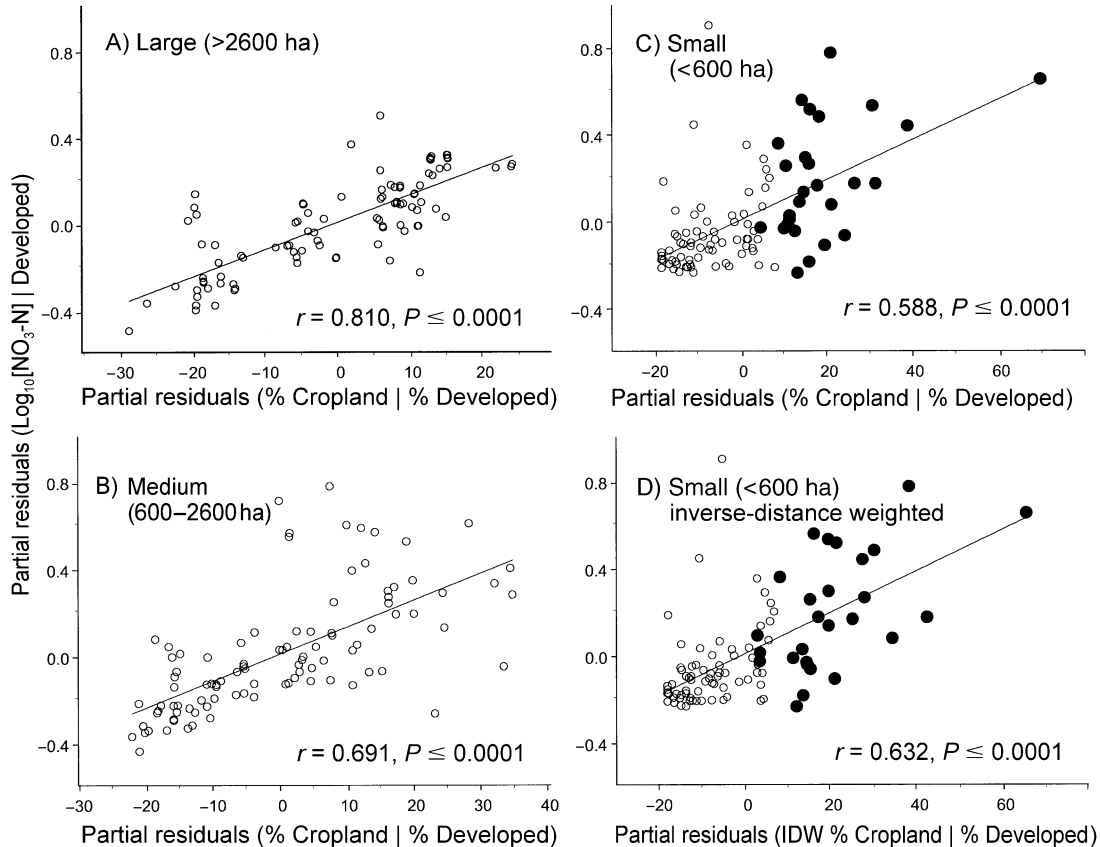 Partial residuals (Log10[NO3-N] | Developed)
A) Large (>2600 ha)
0.8
0.4
0.0
−0.4
r = 0.810, P ≤ 0.0001
−30 −20 −10 0 10 20
Partial residuals (% Cropland | % Developed)
C) Small
(<600 ha)
0.8
0.4
0.0
−0.4
r = 0.588, P ≤ 0.0001
−20 0 20 40 60
Partial residuals (% Cropland | % Developed)
B) Medium
(600–2600 ha)
0.8
0.4
0.0
−0.4
r = 0.691, P ≤ 0.0001
−30 −20 −10 0 10 20 30 40
Partial residuals (% Cropland | % Developed)
D) Small (<600 ha)
inverse-distance weighted
0.8
0.4
0.0
−0.4
r = 0.632, P ≤ 0.0001
−20 0 20 40 60
Partial residuals (IDW % Cropland | % Developed)